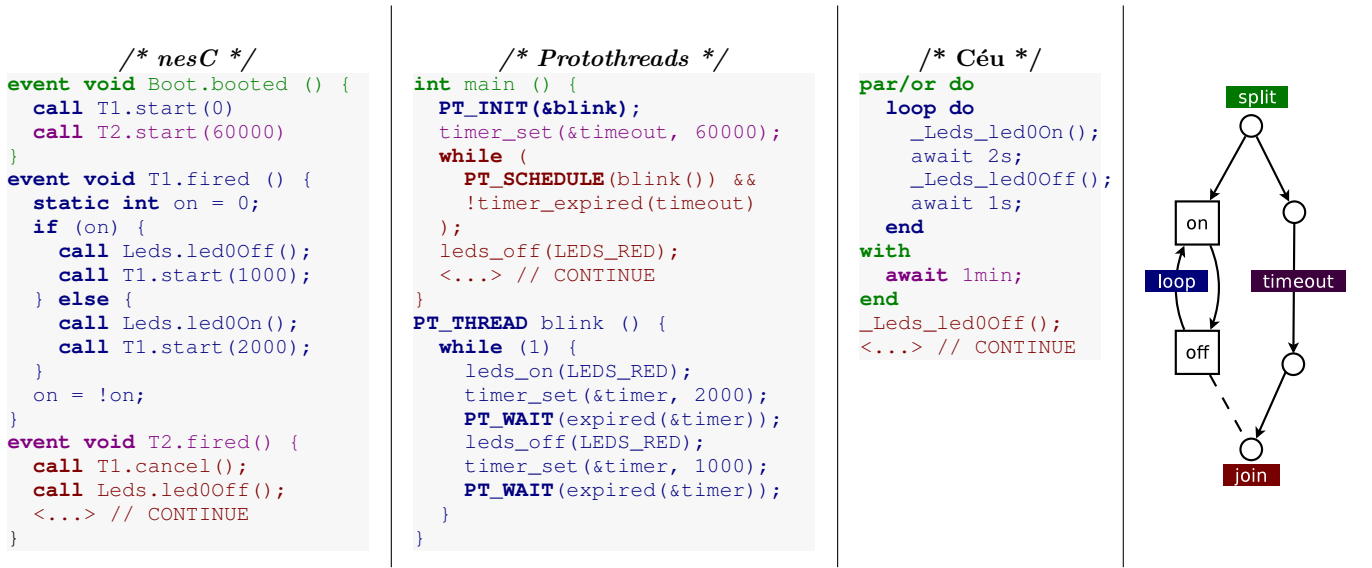 /* nesC */
event void Boot.booted () {
  call T1.start(0)
  call T2.start(60000)
}
event void T1.fired () {
  static int on = 0;
  if (on) {
    call Leds.led0Off();
    call T1.start(1000);
  } else {
    call Leds.led0On();
    call T1.start(2000);
  }
  on = !on;
}
event void T2.fired() {
  call T1.cancel();
  call Leds.led0Off();
  <...> // CONTINUE
}
/* Protothreads */
int main () {
  PT_INIT(&blink);
  timer_set(&timeout, 60000);
  while (
    PT_SCHEDULE(blink()) &&
    !timer_expired(timeout)
  );
  leds_off(LEDS_RED);
  <...> // CONTINUE
}
PT_THREAD blink () {
  while (1) {
    leds_on(LEDS_RED);
    timer_set(&timer, 2000);
    PT_WAIT(expired(&timer));
    leds_off(LEDS_RED);
    timer_set(&timer, 1000);
    PT_WAIT(expired(&timer));
  }
}
/* Céu */
par/or do
  loop do
    _Leds_led0On();
    await 2s;
    _Leds_led0Off();
    await 1s;
  end
with
  await 1min;
end
_Leds_led0Off();
<...> // CONTINUE
split
on
loop
timeout
off
join